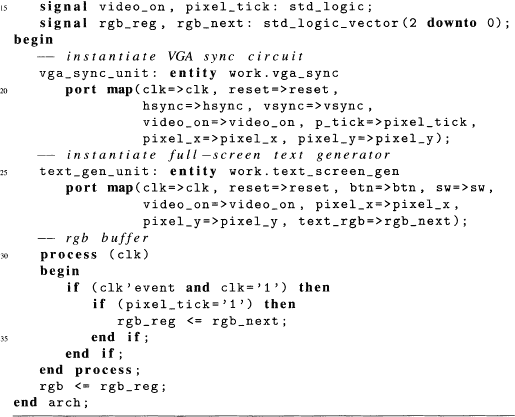 15 signal video_on, pixel_tick: std_logic;
signal rgb_reg, rgb_next: std_logic_vector(2 downto 0);
begin
-- instantiate VGA sync circuit
vga_sync_unit: entity work.vga_sync
20 port map(clk=>clk, reset=>reset,
hsync=>hsync, vsync=>vsync,
video_on=>video_on, p_tick=>pixel_tick,
pixel_x=>pixel_x, pixel_y=>pixel_y);
-- instantiate full-screen text generator
25 text_gen_unit: entity work.text_screen_gen
port map(clk=>clk, reset=>reset, btn=>btn, sw=>sw,
video_on=>video_on, pixel_x=>pixel_x,
pixel_y=>pixel_y, text_rgb=>rgb_next);
-- rgb buffer
30 process (clk)
begin
if (clk'event and clk='1') then
if (pixel_tick='1') then
rgb_reg <= rgb_next;
35 end if;
end if;
end process;
rgb <= rgb_reg;
end arch;